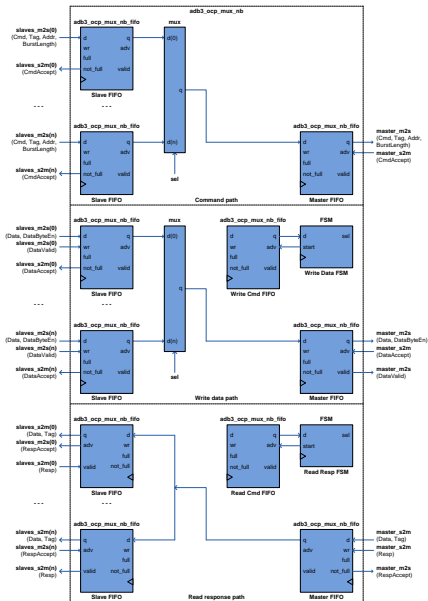 adb3_ocp_mux_nb
adb3_ocp_mux_nb_fifo
mux
slaves_m2s(0)
(Cmd, Tag, Addr,
BurstLength)
slaves_s2m(0)
(CmdAccept)
d q
wr adv
full
not_full valid
Slave FIFO
d(0)
q
d(n)
sel
- - -
- - -
adb3_ocp_mux_nb_fifo
slaves_m2s(n)
(Cmd, Tag, Addr,
BurstLength)
slaves_s2m(n)
(CmdAccept)
d q
wr adv
full
not_full valid
Slave FIFO
adb3_ocp_mux_nb_fifo
d q
wr adv
full
not_full valid
Master FIFO
master_m2s
(Cmd, Tag, Addr,
BurstLength)
master_s2m
(CmdAccept)
Command path
adb3_ocp_mux_nb_fifo
mux
adb3_ocp_mux_nb_fifo
FSM
slaves_m2s(0)
(Data, DataByteEn)
slaves_m2s(0)
(DataValid)
slaves_s2m(0)
(DataAccept)
d q
wr adv
full
not_full valid
Slave FIFO
d(0)
q
d(n)
sel
d q
wr adv
full
not_full valid
Write Cmd FIFO
d sel
start
Write Data FSM
- - -
- - -
adb3_ocp_mux_nb_fifo
slaves_m2s(n)
(Data, DataByteEn)
slaves_m2s(n)
(DataValid)
slaves_s2m(n)
(DataAccept)
d q
wr adv
full
not_full valid
Slave FIFO
adb3_ocp_mux_nb_fifo
d q
wr adv
full
not_full valid
Master FIFO
master_m2s
(Data, DataByteEn)
master_s2m
(DataAccept)
master_m2s
(DataValid)
Write data path
adb3_ocp_mux_nb_fifo
adb3_ocp_mux_nb_fifo
FSM
slaves_s2m(0)
(Data, Tag)
slaves_m2s(0)
(RespAccept)
slaves_s2m(0)
(Resp)
q d
adv wr
full
valid not_full
Slave FIFO
d q
wr adv
full
not_full valid
Read Cmd FIFO
d sel
start
Read Resp FSM
- - -
- - -
adb3_ocp_mux_nb_fifo
slaves_s2m(n)
(Data, Tag)
slaves_m2s(n)
(RespAccept)
slaves_s2m(n)
(Resp)
q d
adv wr
full
valid not_full
Slave FIFO
adb3_ocp_mux_nb_fifo
q d
adv wr
full
valid not_full
Master FIFO
master_s2m
(Data, Tag)
master_s2m
(Resp)
master_m2s
(RespAccept)
Read response path